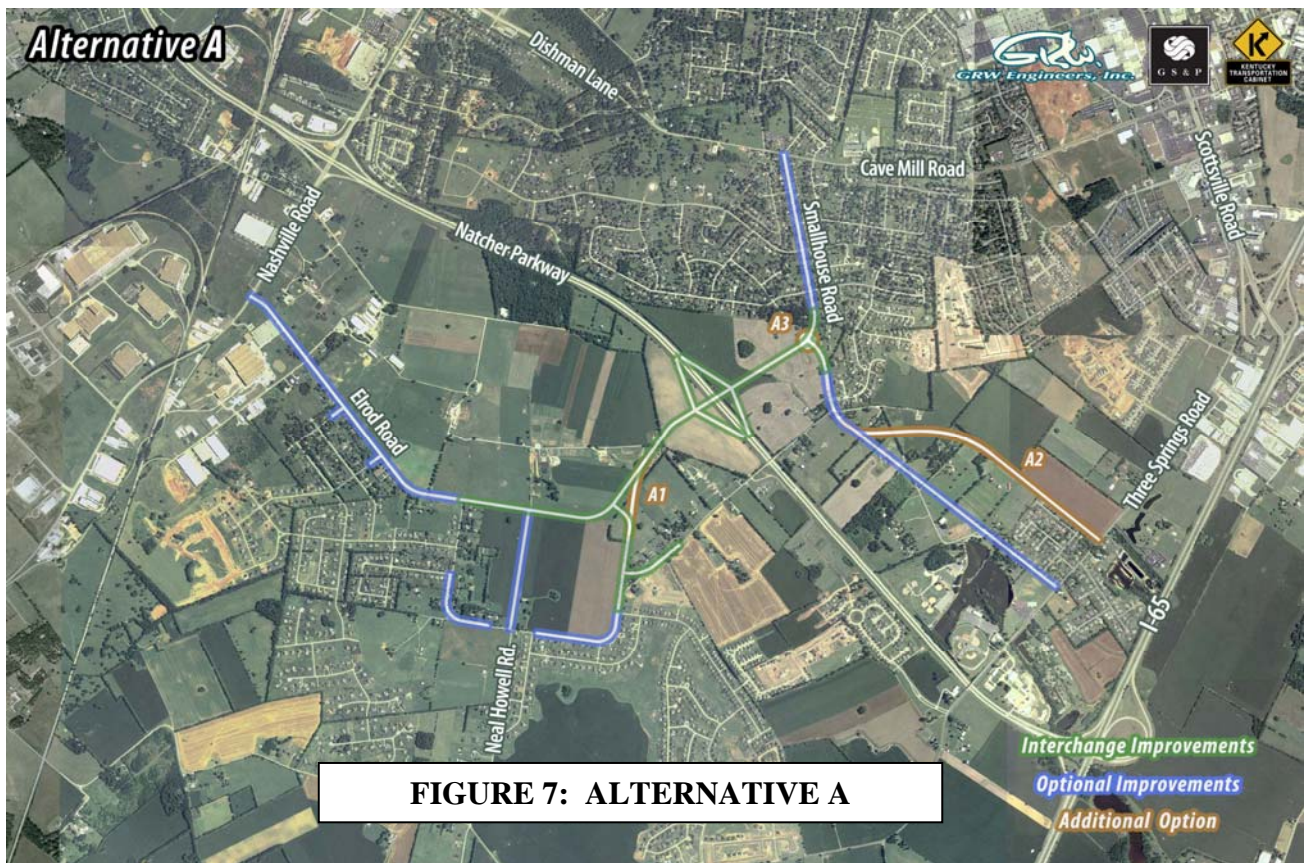 Alternative A
GRW
GRW Engineers, Inc.
GS&P
K
KENTUCKY
TRANSPORTATION
CABINET
Dishman Lane
Cave Mill Road
Scottsville Road
Nashville Road
Natcher Parkway
Smallhouse Road
A3
Elrod Road
A1
A2
Three Springs Road
I-65
Neal Howell Rd.
Interchange Improvements
Optional Improvements
Additional Option
FIGURE 7: ALTERNATIVE A